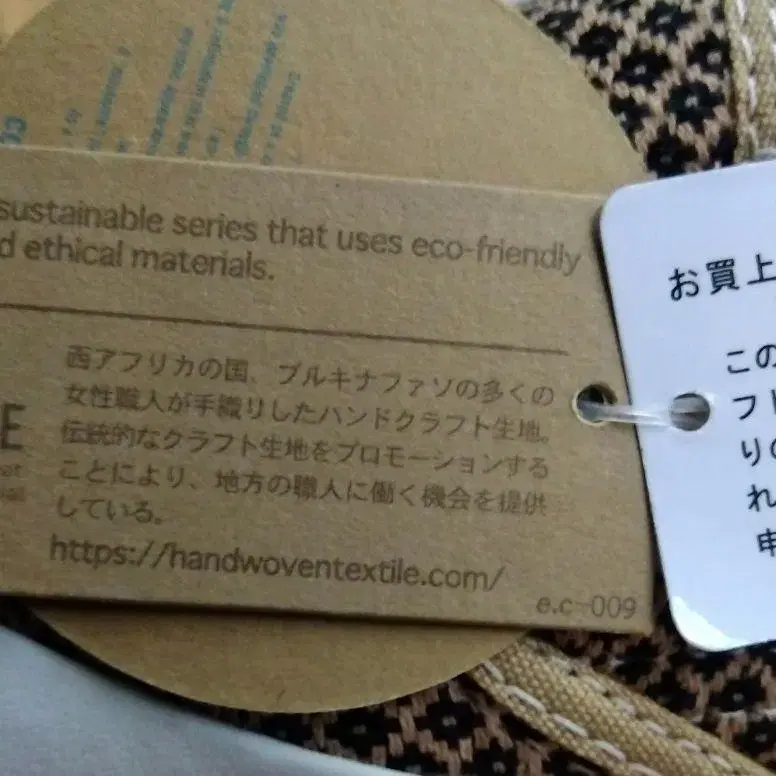 sustainable series that uses eco-friendly
d ethical materials.
西アフリカの国、ブルキナファソの多くの
女性職人が手織りしたハンドクラフト生地。
伝統的なクラフト生地をプロモーションする
ことにより、地方の職人に働く機会を提供
している。
https://handwoventextile.com/
e.c-009
E
お買上
この
フト
りの
れ
申